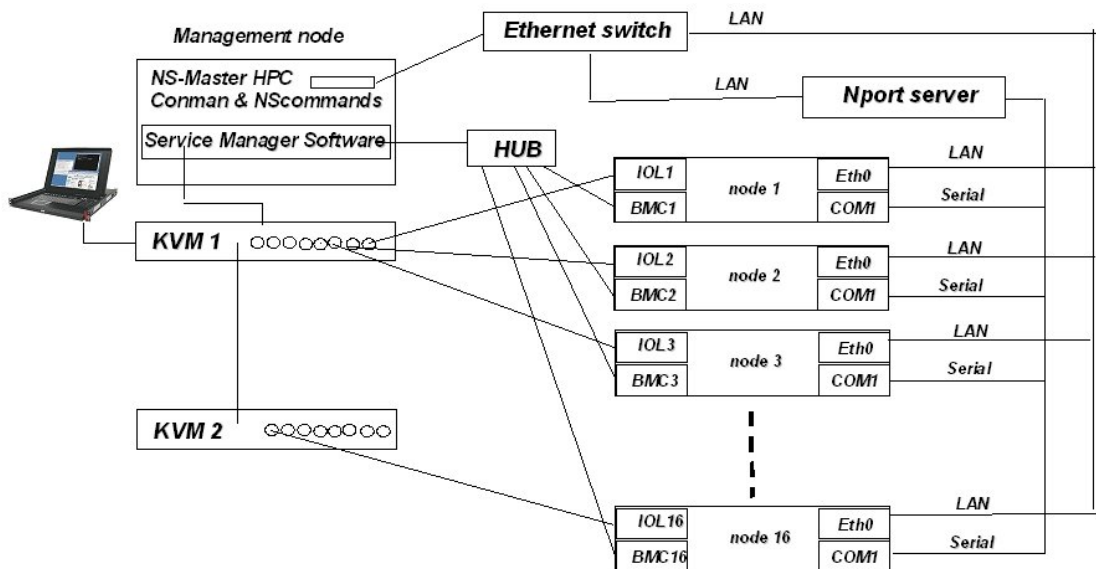 Management node
NS-Master HPC
Conman & NScommands
Service Manager Software
Ethernet switch
LAN
LAN
Nport server
HUB
IOL1
BMC1
node 1
Eth0
COM1
LAN
Serial
KVM 1
IOL2
BMC2
node 2
Eth0
COM1
LAN
Serial
IOL3
BMC3
node 3
Eth0
COM1
LAN
Serial
KVM 2
IOL16
BMC16
node 16
Eth0
COM1
LAN
Serial